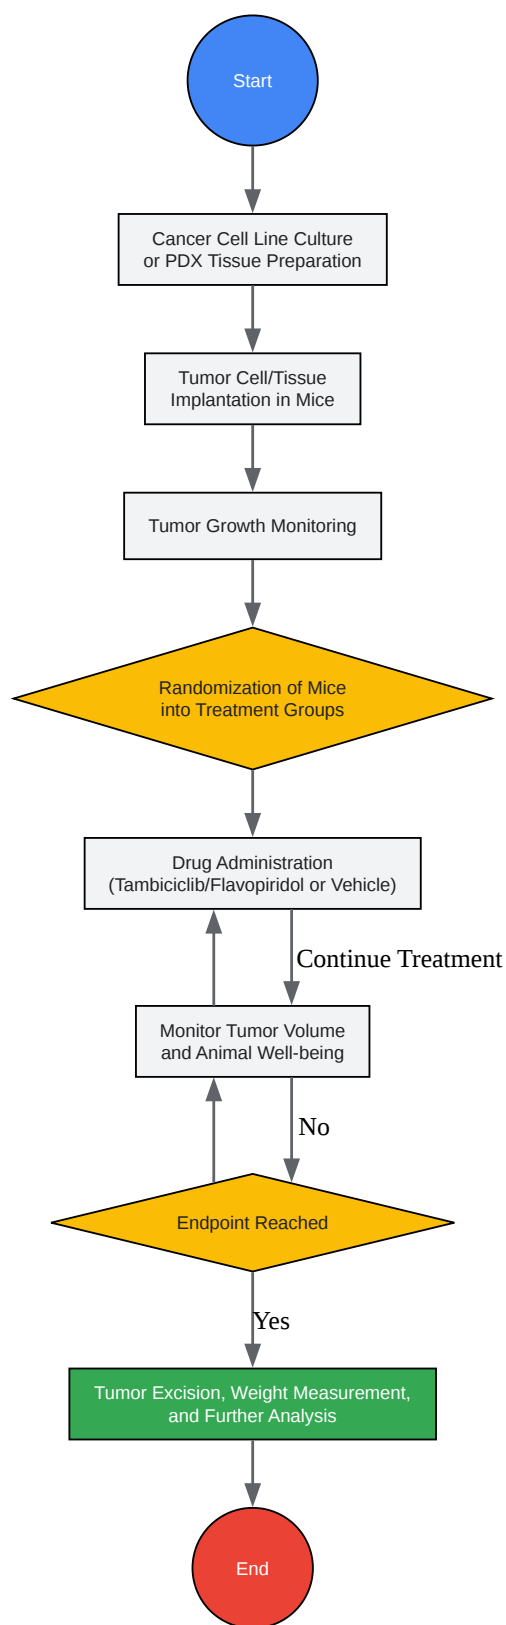 Start
Cancer Cell Line Culture
or PDX Tissue Preparation
Tumor Cell/Tissue
Implantation in Mice
Tumor Growth Monitoring
Randomization of Mice
into Treatment Groups
Drug Administration
(Tambiciclib/Flavopiridol or Vehicle)
Continue Treatment
Monitor Tumor Volume
and Animal Well-being
No
Endpoint Reached
Yes
Tumor Excision, Weight Measurement,
and Further Analysis
End